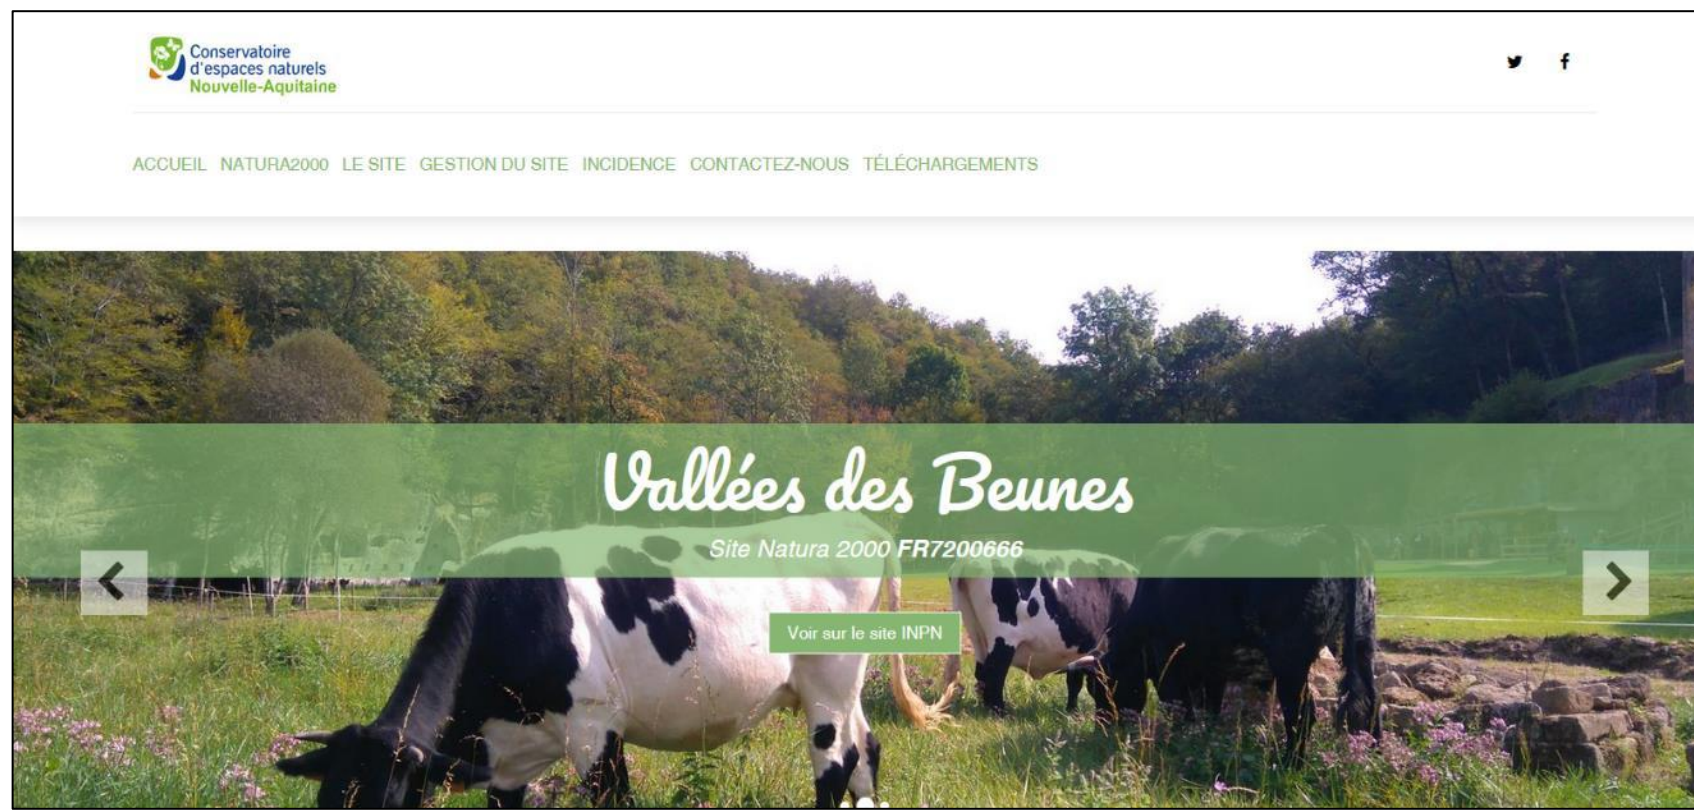 Conservatoire
d'espaces naturels
Nouvelle-Aquitaine
ACCUEIL NATURA2000 LE SITE GESTION DU SITE INCIDENCE CONTACTEZ-NOUS TÉLÉCHARGEMENTS
Vallées des Beunes
Site Natura 2000 FR7200666
Voir sur le site INPN